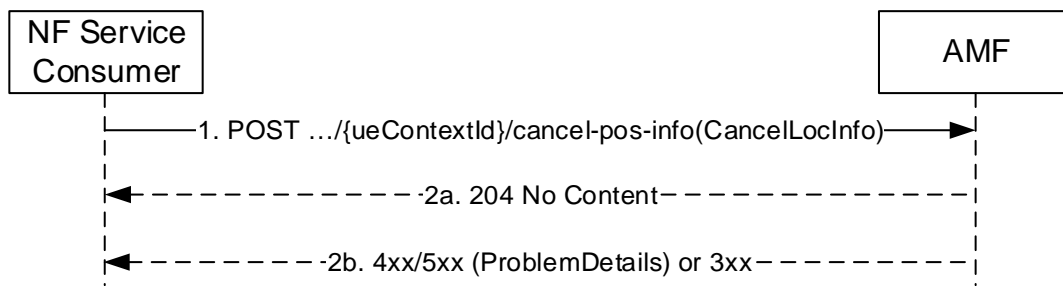 NF Service
Consumer
AMF
1. POST …/{ueContextId}/cancel-pos-info(CancelLocInfo)
2a. 204 No Content
2b. 4xx/5xx (ProblemDetails) or 3xx